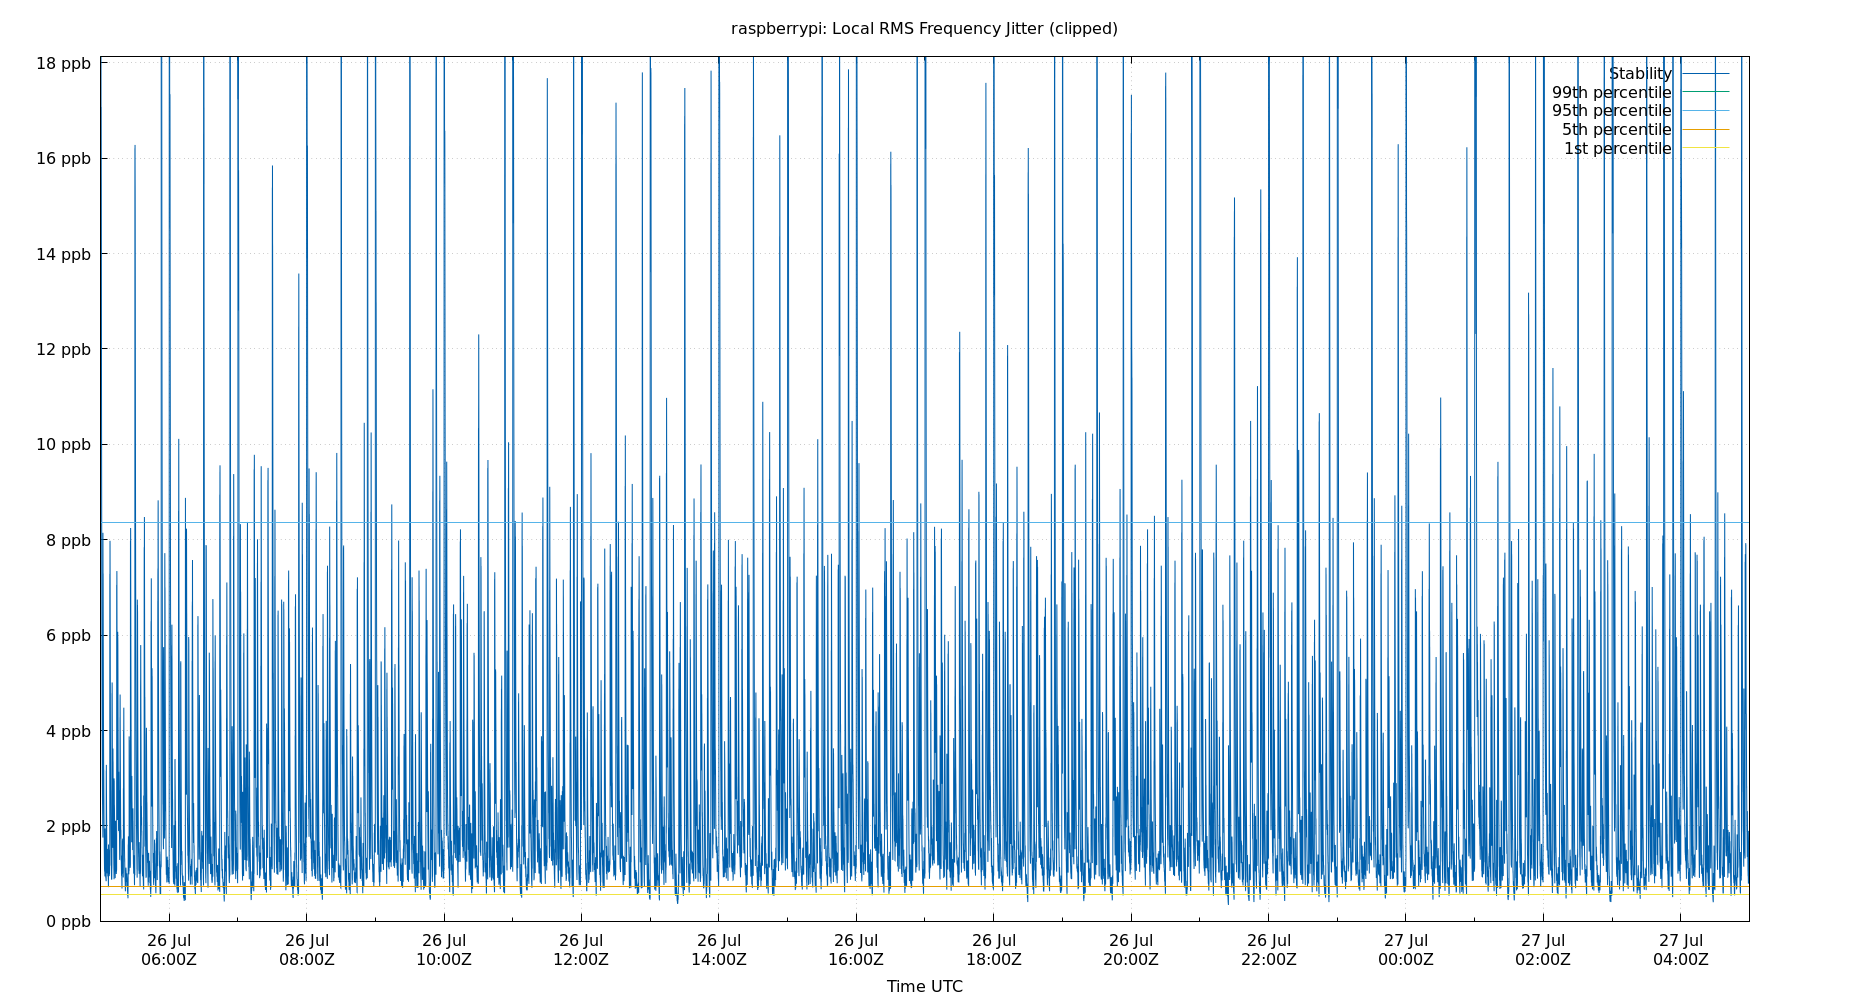 raspberrypi: Local RMS Frequency Jitter (clipped)
18 ppb
16 ppb
14 ppb
12 ppb
10 ppb
8 ppb
6 ppb
4 ppb
2 ppb
0 ppb
Stability
99th percentile
95th percentile
5th percentile
1st percentile
26 Jul 26 Jul 26 Jul 26 Jul 26 Jul 26 Jul 26 Jul 26 Jul 26 Jul 27 Jul 27 Jul 27 Jul
06:00Z 08:00Z 10:00Z 12:00Z 14:00Z 16:00Z 18:00Z 20:00Z 22:00Z 00:00Z 02:00Z 04:00Z
Time UTC